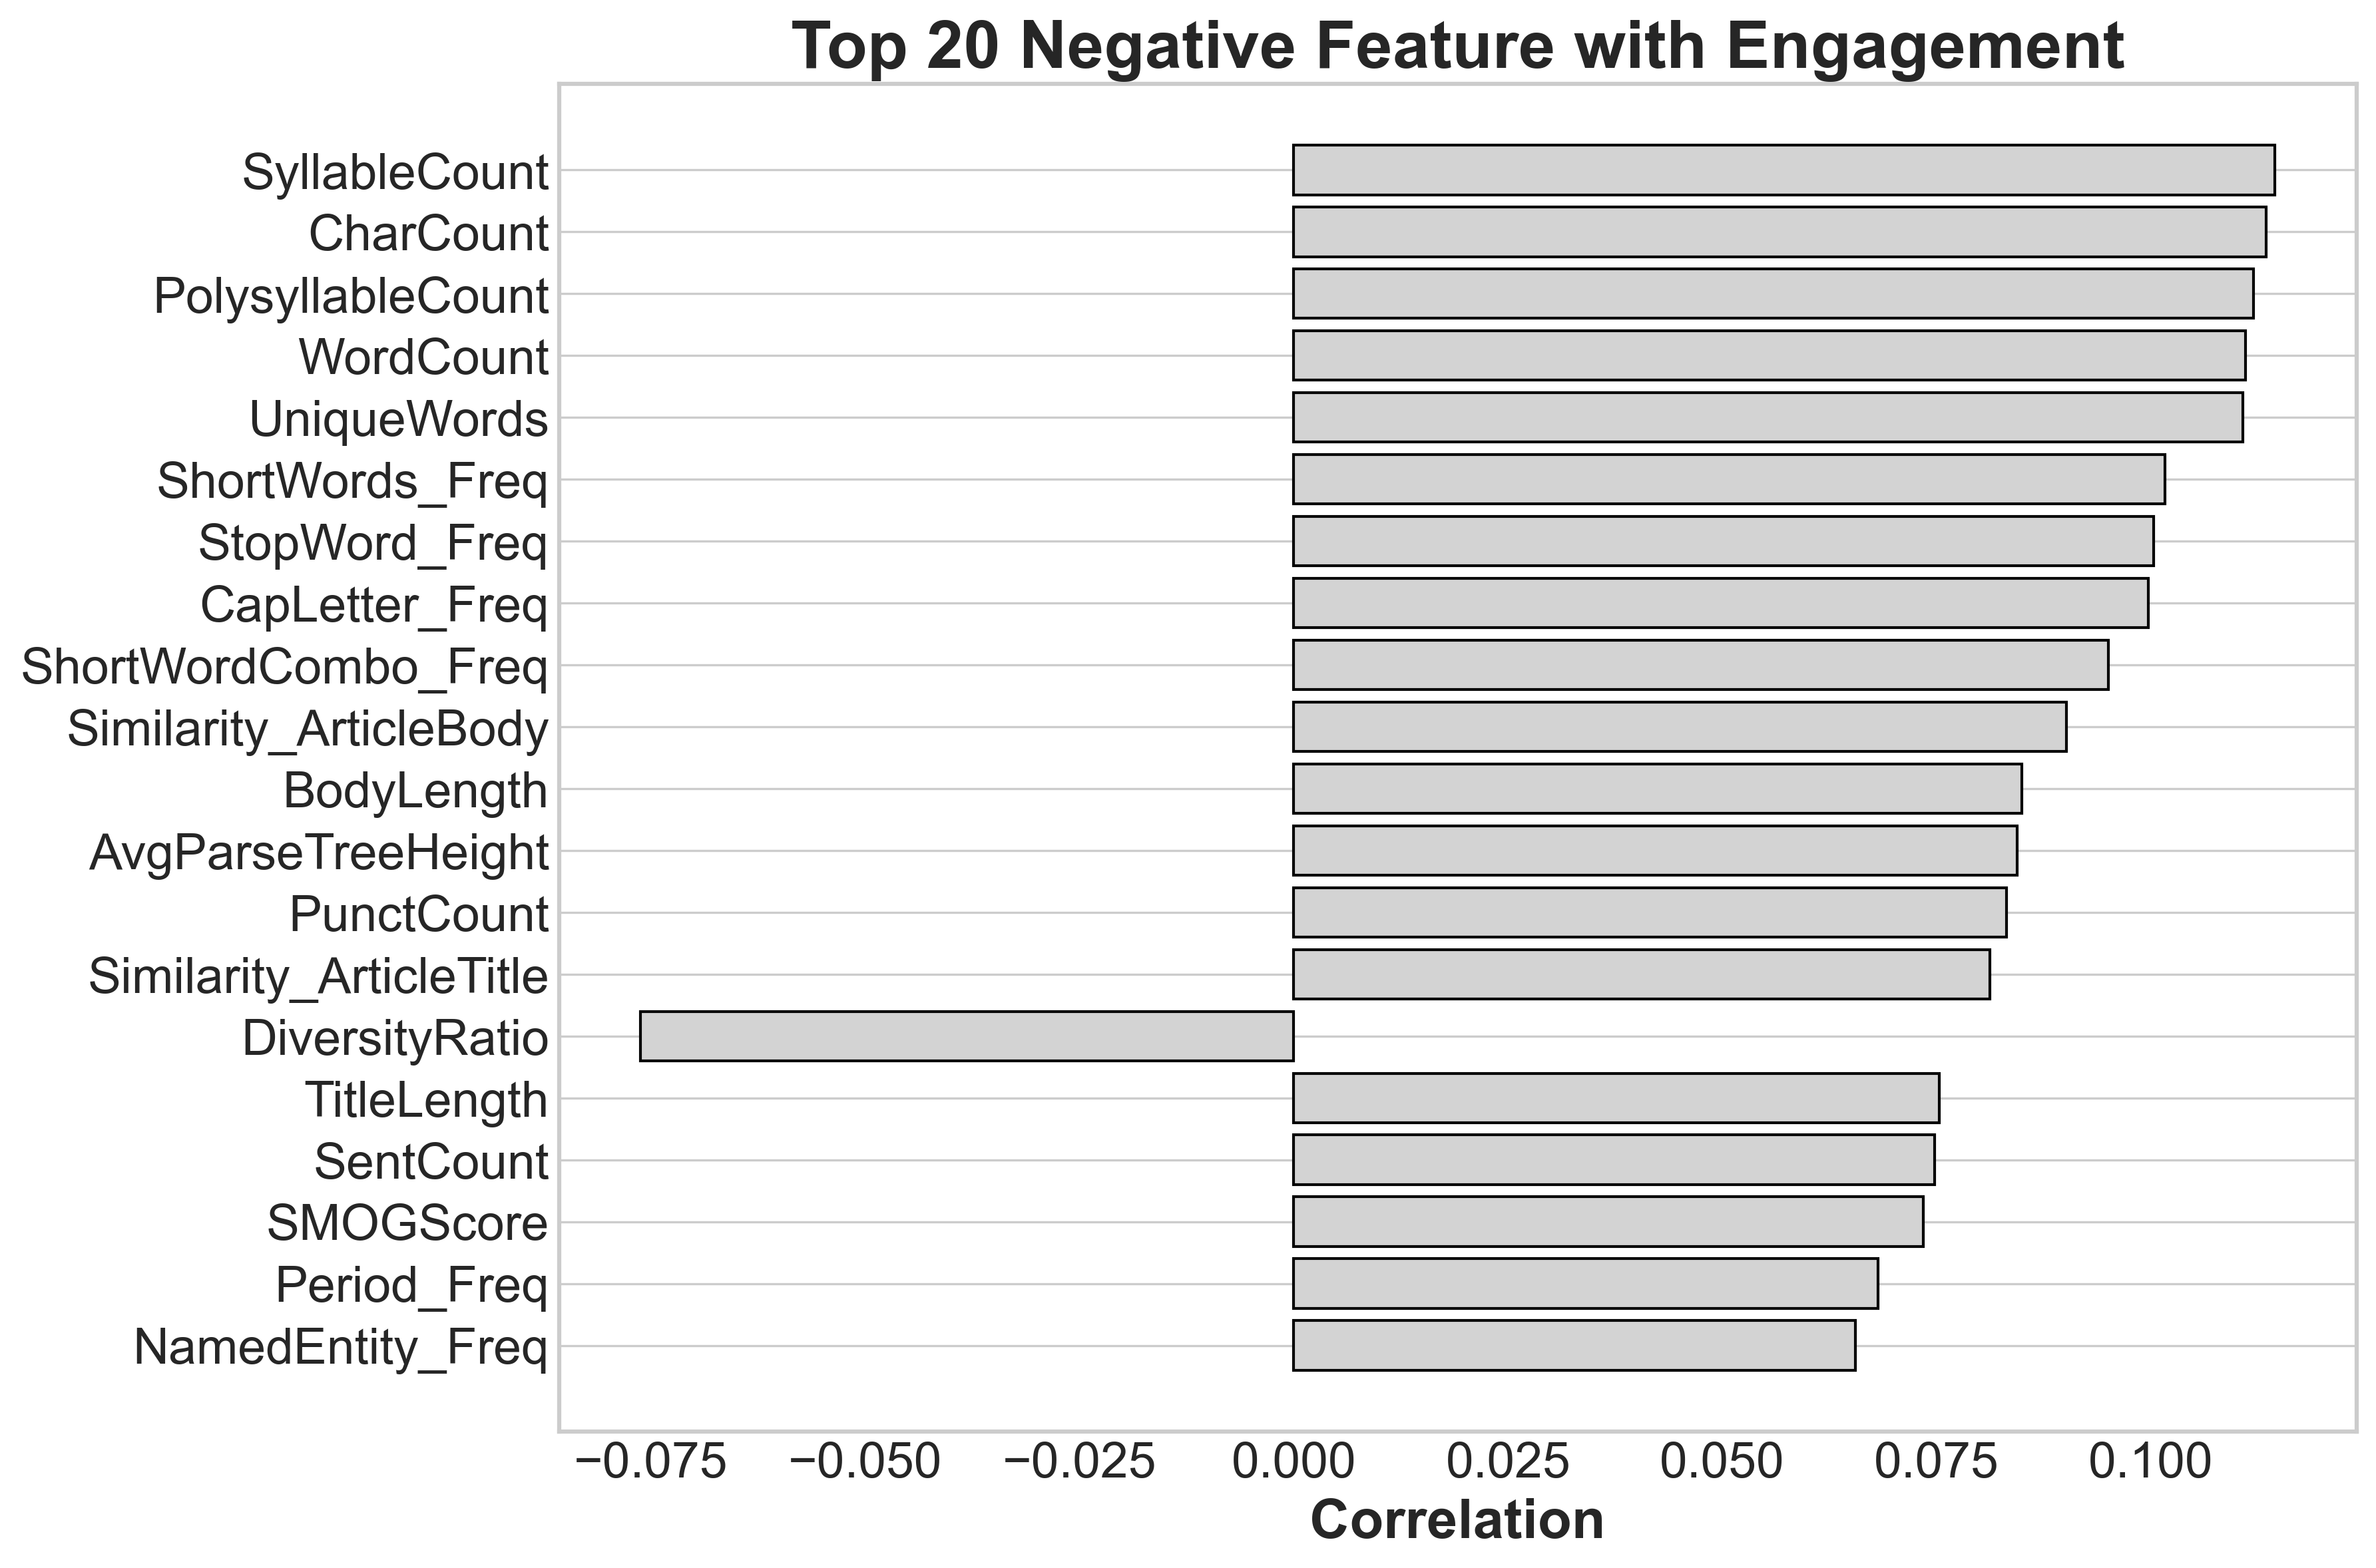 Top 20 Negative Feature with Engagement
SyllableCount
CharCount
PolysyllableCount
WordCount
UniqueWords
ShortWords_Freq
StopWord_Freq
CapLetter_Freq
ShortWordCombo_Freq
Similarity_ArticleBody
BodyLength
AvgParseTreeHeight
PunctCount
Similarity_ArticleTitle
DiversityRatio
TitleLength
SentCount
SMOGScore
Period_Freq
NamedEntity_Freq
−0.075 −0.050 −0.025 0.000 0.025 0.050 0.075 0.100
Correlation